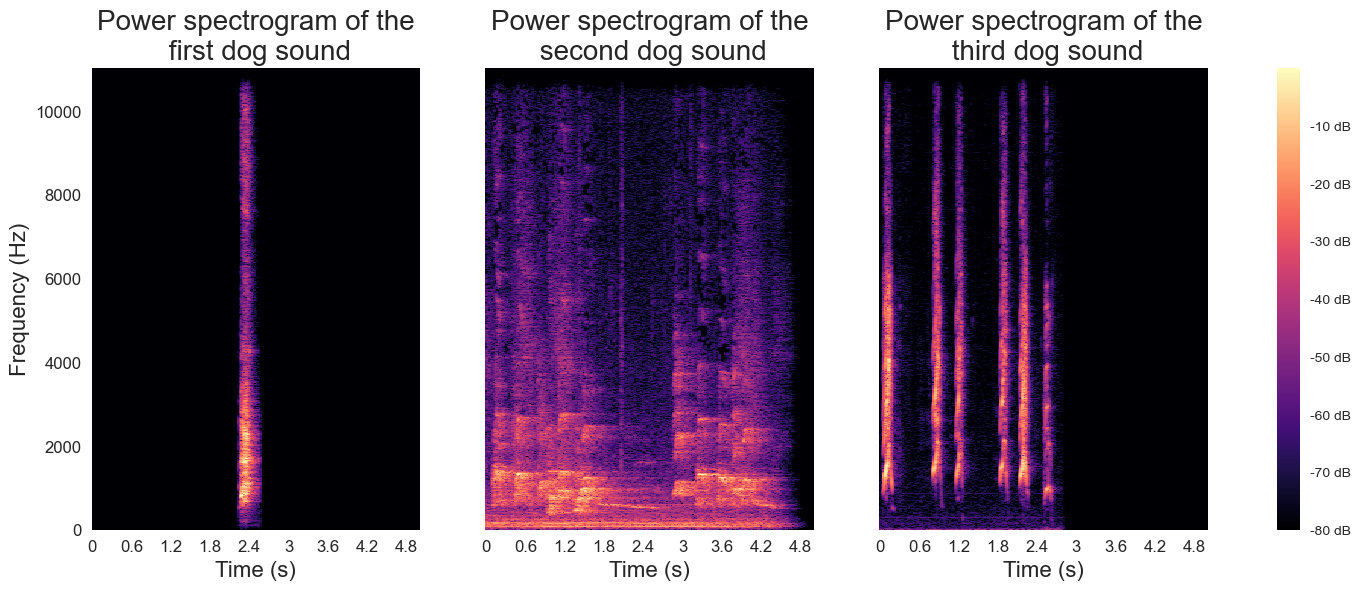 Power spectrogram of the
first dog sound
Power spectrogram of the
second dog sound
Power spectrogram of the
third dog sound
Frequency (Hz)
10000
8000
6000
4000
2000
0
0 0.6 1.2 1.8 2.4 3 3.6 4.2 4.8
Time (s)
0 0.6 1.2 1.8 2.4 3 3.6 4.2 4.8
Time (s)
0 0.6 1.2 1.8 2.4 3 3.6 4.2 4.8
Time (s)
-10 dB
-20 dB
-30 dB
-40 dB
-50 dB
-60 dB
-70 dB
-80 dB